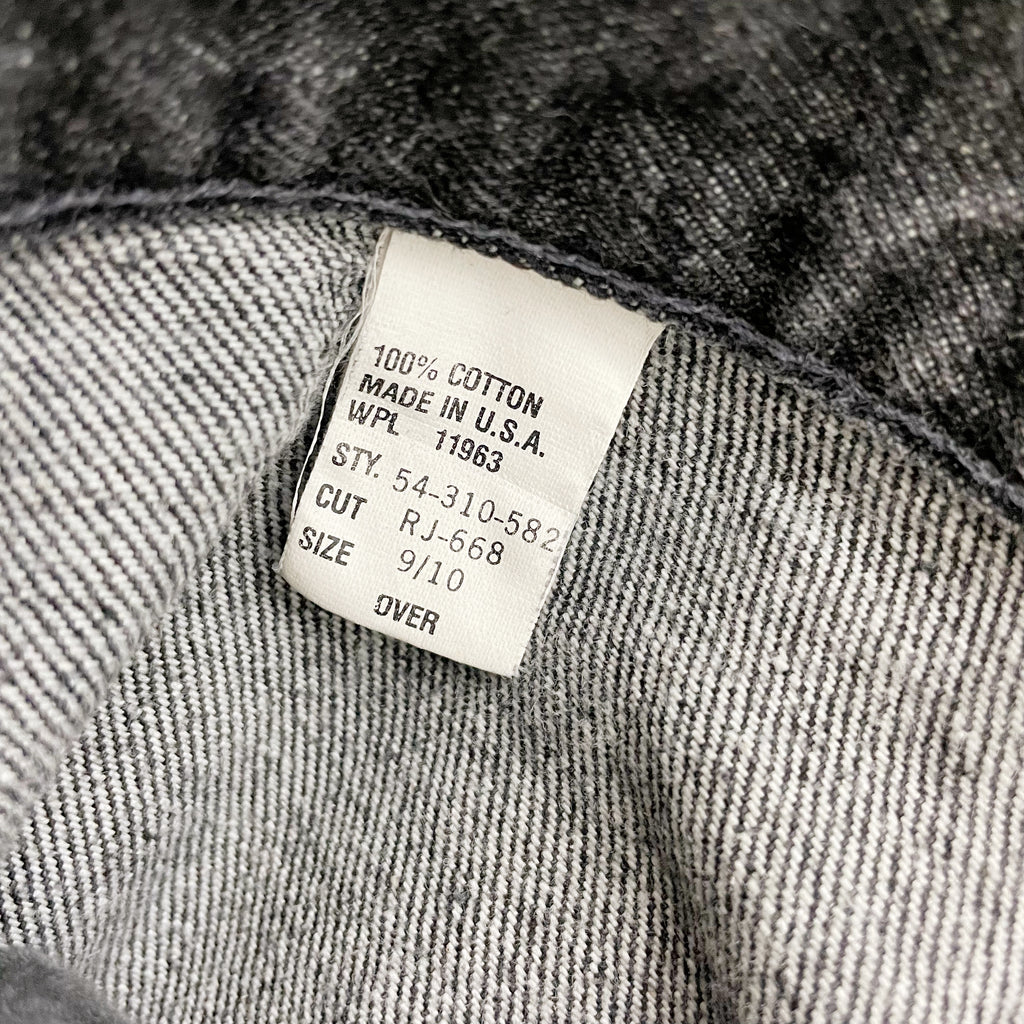 100% COTTON
MADE IN U.S.A.
WPL 11963
STY. 54-310-582
CUT RJ-668
SIZE 9/10
OVER